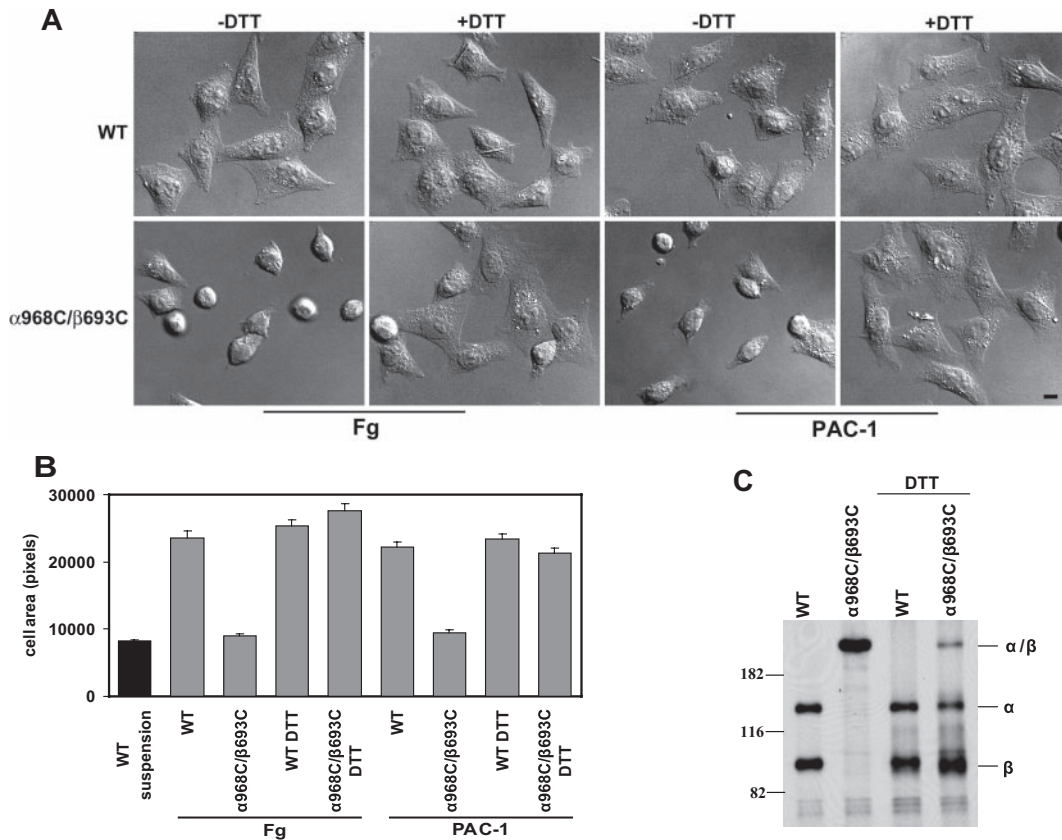 A
-DTT
+DTT
-DTT
+DTT
WT
α968C/β693C
Fg
PAC-1
B
30000
20000
10000
0
cell area (pixels)
WT suspension
WT
α968C/β693C
WT DTT
α968C/β693C DTT
WT
α968C/β693C
WT DTT
α968C/β693C DTT
Fg
PAC-1
C
DTT
WT
α968C/β693C
WT
α968C/β693C
182
116
82
α/β
α
β